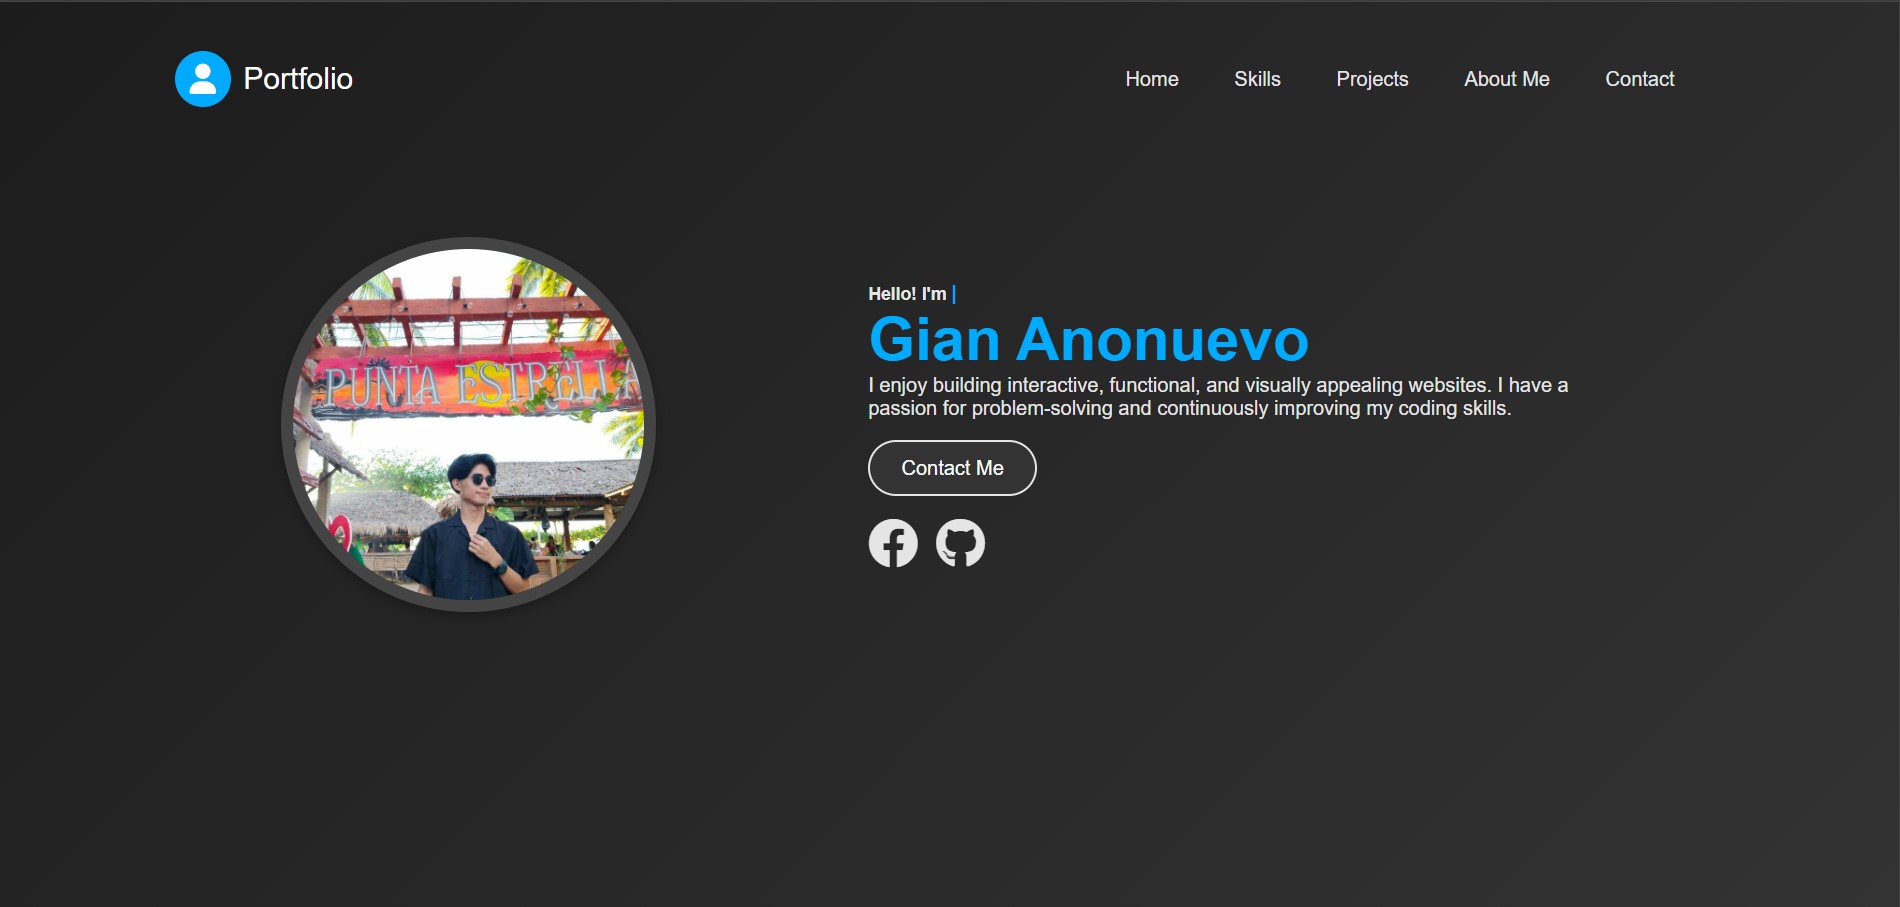 Portfolio
Home Skills Projects About Me Contact
PUNTA ESTRELLA
Hello! I'm
Gian Anonuevo
I enjoy building interactive, functional, and visually appealing websites. I have a
passion for problem-solving and continuously improving my coding skills.
Contact Me